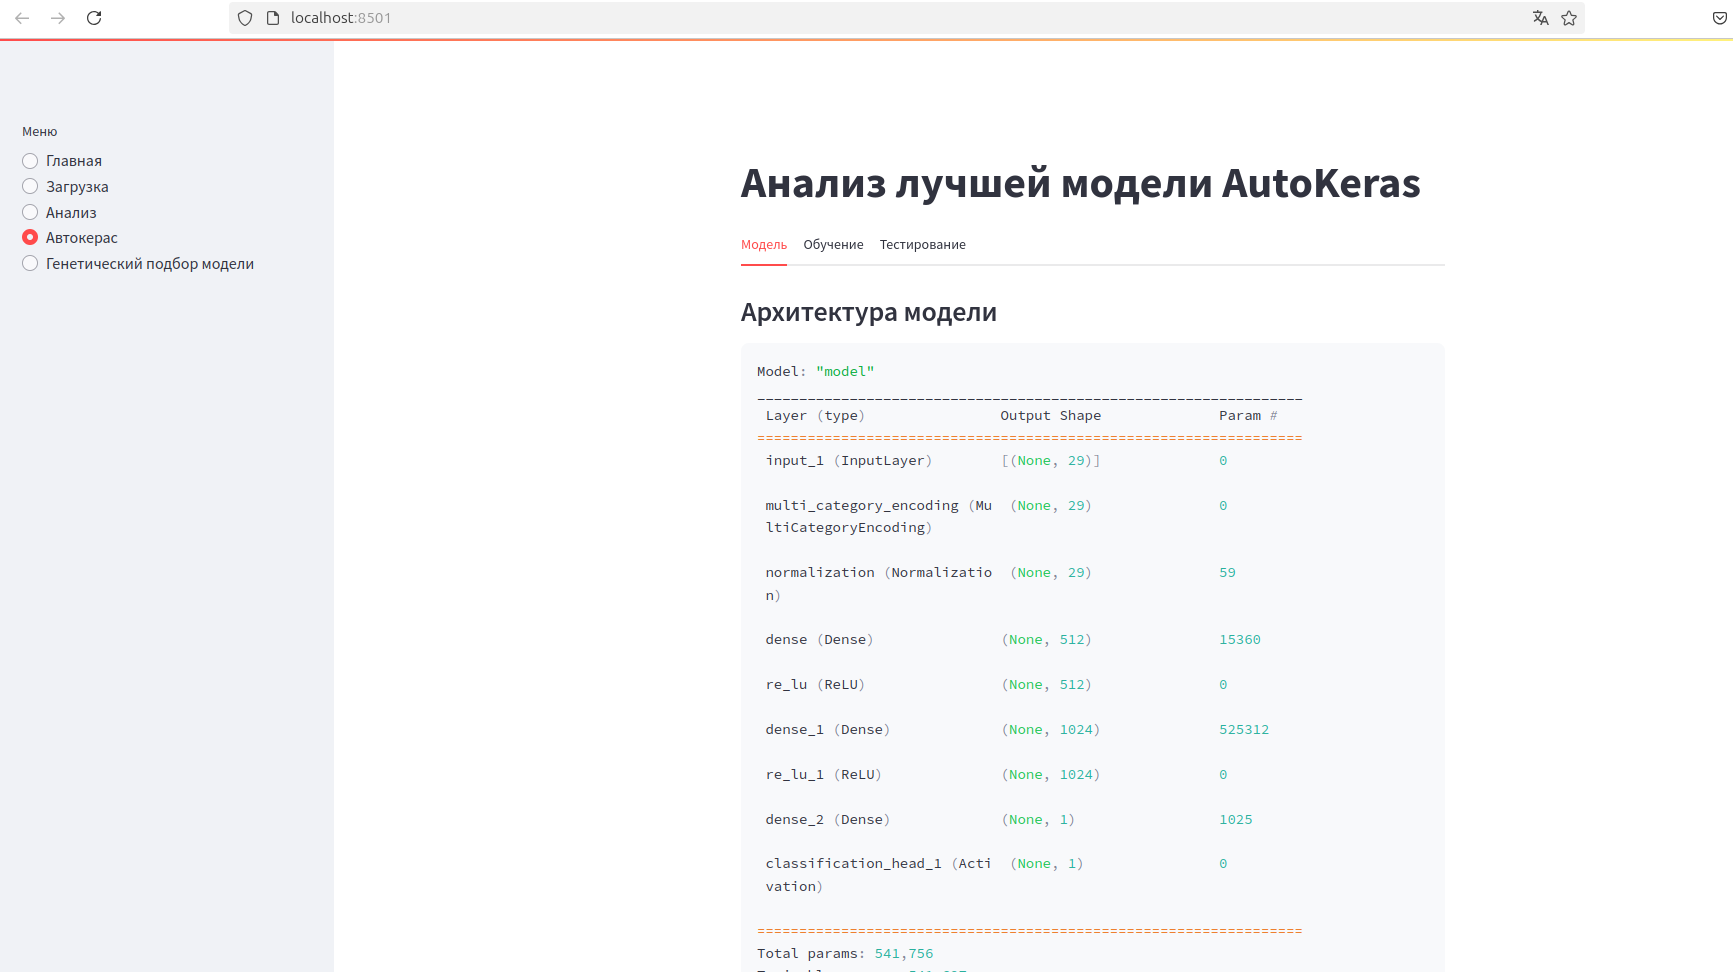 localhost:8501
Меню
Главная
Загрузка
Анализ
Автокерас
Генетический подбор модели
Анализ лучшей модели AutoKeras
Модель Обучение Тестирование
Архитектура модели
Model: "model"
_________________________________________________________________
Layer (type) Output Shape Param #
=================================================================
input_1 (InputLayer) [(None, 29)] 0
multi_category_encoding (Mu (None, 29) 0
ltiCategoryEncoding)
normalization (Normalizatio (None, 29) 59
n)
dense (Dense) (None, 512) 15360
re_lu (ReLU) (None, 512) 0
dense_1 (Dense) (None, 1024) 525312
re_lu_1 (ReLU) (None, 1024) 0
dense_2 (Dense) (None, 1) 1025
classification_head_1 (Acti (None, 1) 0
vation)
=================================================================
Total params: 541,756